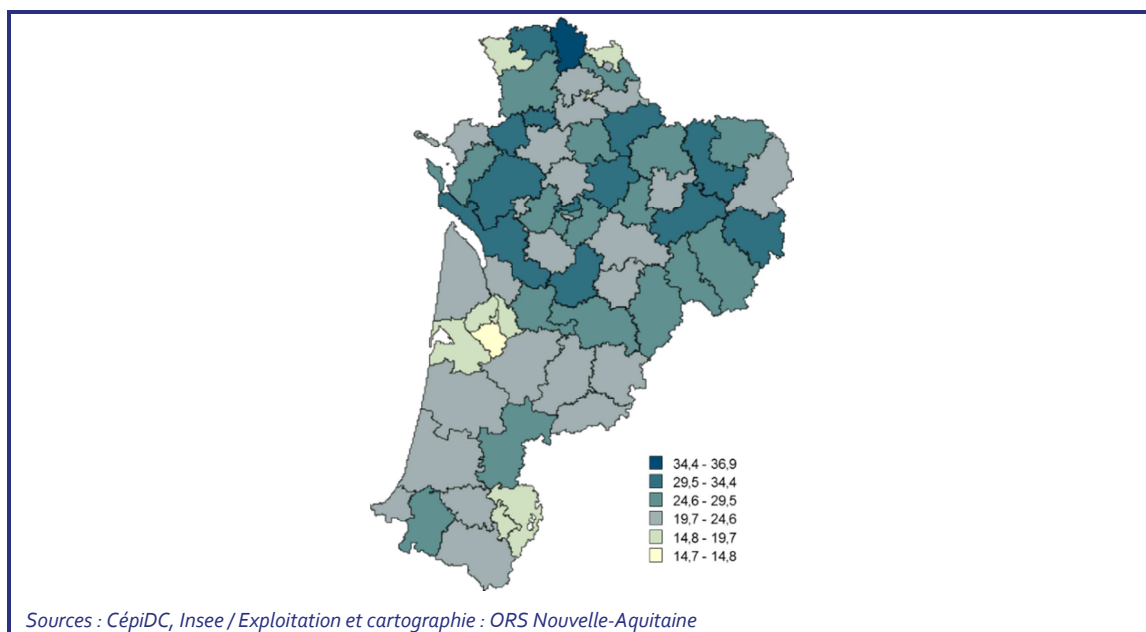 34,4 - 36,9
29,5 - 34,4
24,6 - 29,5
19,7 - 24,6
14,8 - 19,7
14,7 - 14,8
Sources : CépiDC, Insee / Exploitation et cartographie : ORS Nouvelle-Aquitaine